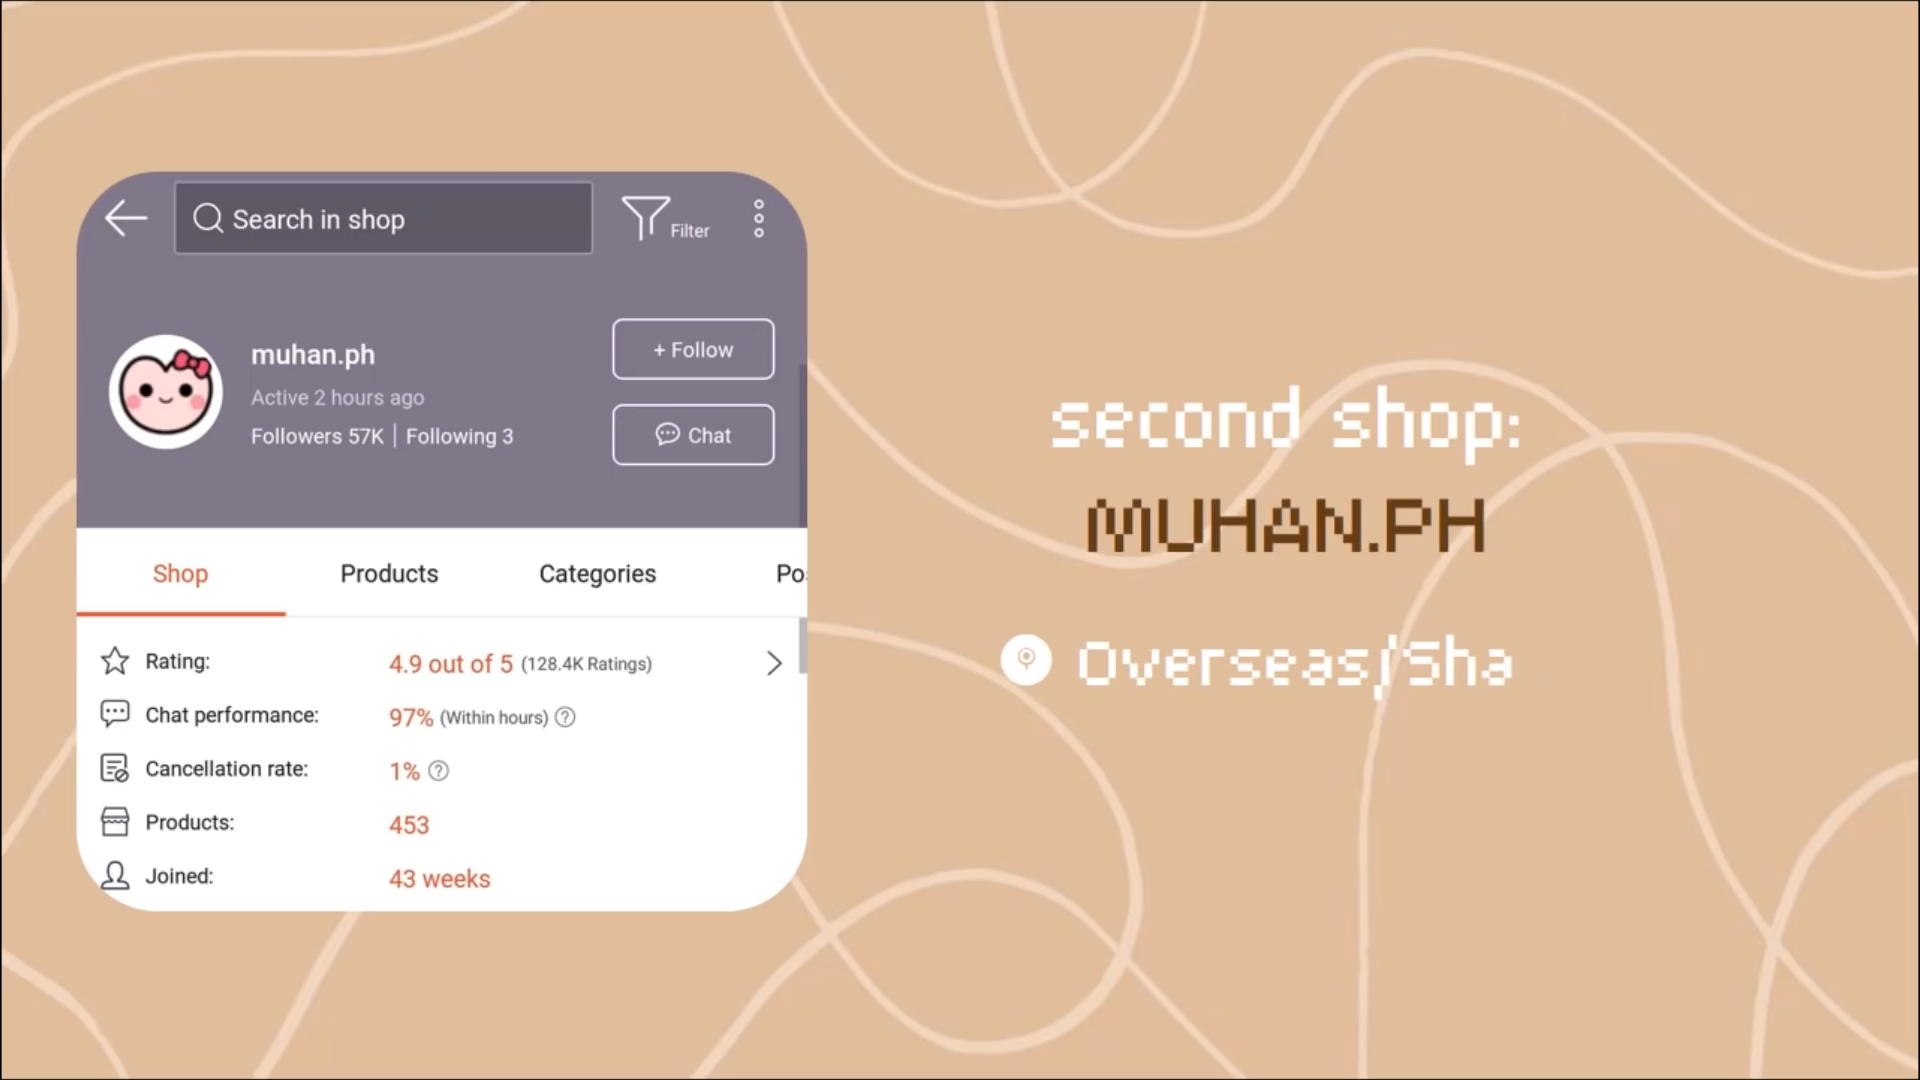 Search in shop
Filter
muhan.ph
+ Follow
Active 2 hours ago
Followers 57K | Following 3
Chat
Shop Products Categories Po
Rating: 4.9 out of 5 (128.4K Ratings)
Chat performance: 97% (Within hours) ?
Cancellation rate: 1% ?
Products: 453
Joined: 43 weeks
second shop:
MUHAN.PH
Overseas/Sha